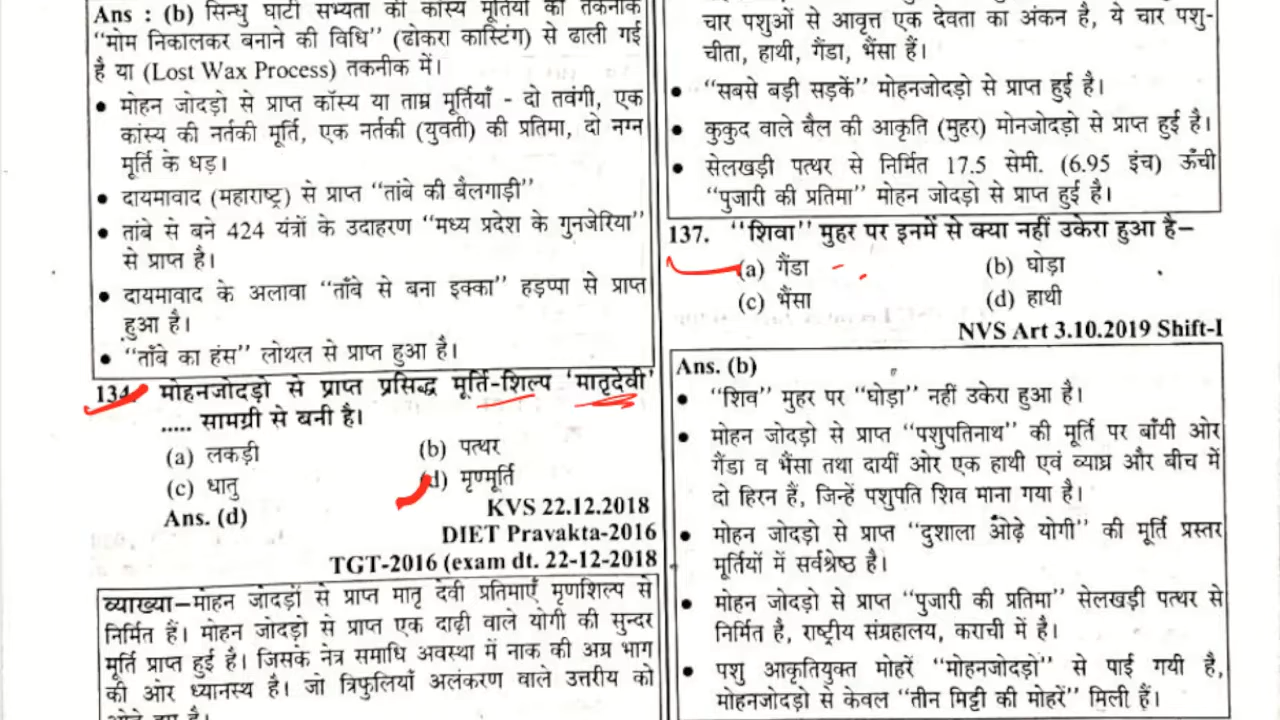 Ans : (b) सिन्धु घाटी सभ्यता की कांस्य मूर्तियाँ की तकनीक
"मोम निकालकर बनाने की विधि" (ढोकरा कास्टिंग) से ढाली गई
है या (Lost Wax Process) तकनीक में।
• मोहन जोदड़ो से प्राप्त कॉस्य या ताम्र मूर्तियाँ - दो तवंगी, एक
कांस्य की नर्तकी मूर्ति, एक नर्तकी (युवती) की प्रतिमा, दो नग्न
मूर्ति के धड़।
• दायमावाद (महाराष्ट्र) से प्राप्त "तांबे की बैलगाड़ी"
• तांबे से बने 424 यंत्रों के उदाहरण "मध्य प्रदेश के गुनजेरिया"
से प्राप्त है।
• दायमावाद के अलावा "ताँबे से बना इक्का" हड़प्पा से प्राप्त
हुआ है।
• "ताँबे का हंस" लोथल से प्राप्त हुआ है।
134. मोहनजोदड़ो से प्राप्त प्रसिद्ध मूर्ति-शिल्प 'मातृदेवी'
..... सामग्री से बनी है।
(a) लकड़ी (b) पत्थर
(c) धातु (d) मृण्मूर्ति
Ans. (d) KVS 22.12.2018
DIET Pravakta-2016
TGT-2016 (exam dt. 22-12-2018
व्याख्या–मोहन जोदड़ों से प्राप्त मातृ देवी प्रतिमाएँ मृणशिल्प से
निर्मित हैं। मोहन जोदड़ो से प्राप्त एक दाढ़ी वाले योगी की सुन्दर
मूर्ति प्राप्त हुई है। जिसके नेत्र समाधि अवस्था में नाक की अग्र भाग
की ओर ध्यानस्थ है। जो त्रिफुलियाँ अलंकरण वाले उत्तरीय को
चार पशुओं से आवृत्त एक देवता का अंकन है, ये चार पशु-
चीता, हाथी, गैंडा, भैंसा हैं।
• "सबसे बड़ी सड़कें" मोहनजोदड़ो से प्राप्त हुई है।
• कुकुद वाले बैल की आकृति (मुहर) मोनजोदड़ो से प्राप्त हुई है।
• सेलखड़ी पत्थर से निर्मित 17.5 सेमी. (6.95 इंच) ऊँची
"पुजारी की प्रतिमा" मोहन जोदड़ो से प्राप्त हुई है।
137. "शिवा" मुहर पर इनमें से क्या नहीं उकेरा हुआ है–
(a) गैंडा (b) घोड़ा
(c) भैंसा (d) हाथी
NVS Art 3.10.2019 Shift-I
Ans. (b)
• "शिव" मुहर पर "घोड़ा" नहीं उकेरा हुआ है।
• मोहन जोदड़ो से प्राप्त "पशुपतिनाथ" की मूर्ति पर बाँयी ओर
गैंडा व भैंसा तथा दायीं ओर एक हाथी एवं व्याघ्र और बीच में
दो हिरन हैं, जिन्हें पशुपति शिव माना गया है।
• मोहन जोदड़ो से प्राप्त "दुशाला ओढ़े योगी" की मूर्ति प्रस्तर
मूर्तियों में सर्वश्रेष्ठ है।
• मोहन जोदड़ो से प्राप्त "पुजारी की प्रतिमा" सेलखड़ी पत्थर से
निर्मित है, राष्ट्रीय संग्रहालय, कराची में है।
• पशु आकृतियुक्त मोहरें "मोहनजोदड़ो" से पाई गयी है,
मोहनजोदड़ो से केवल "तीन मिट्टी की मोहरें" मिली हैं।